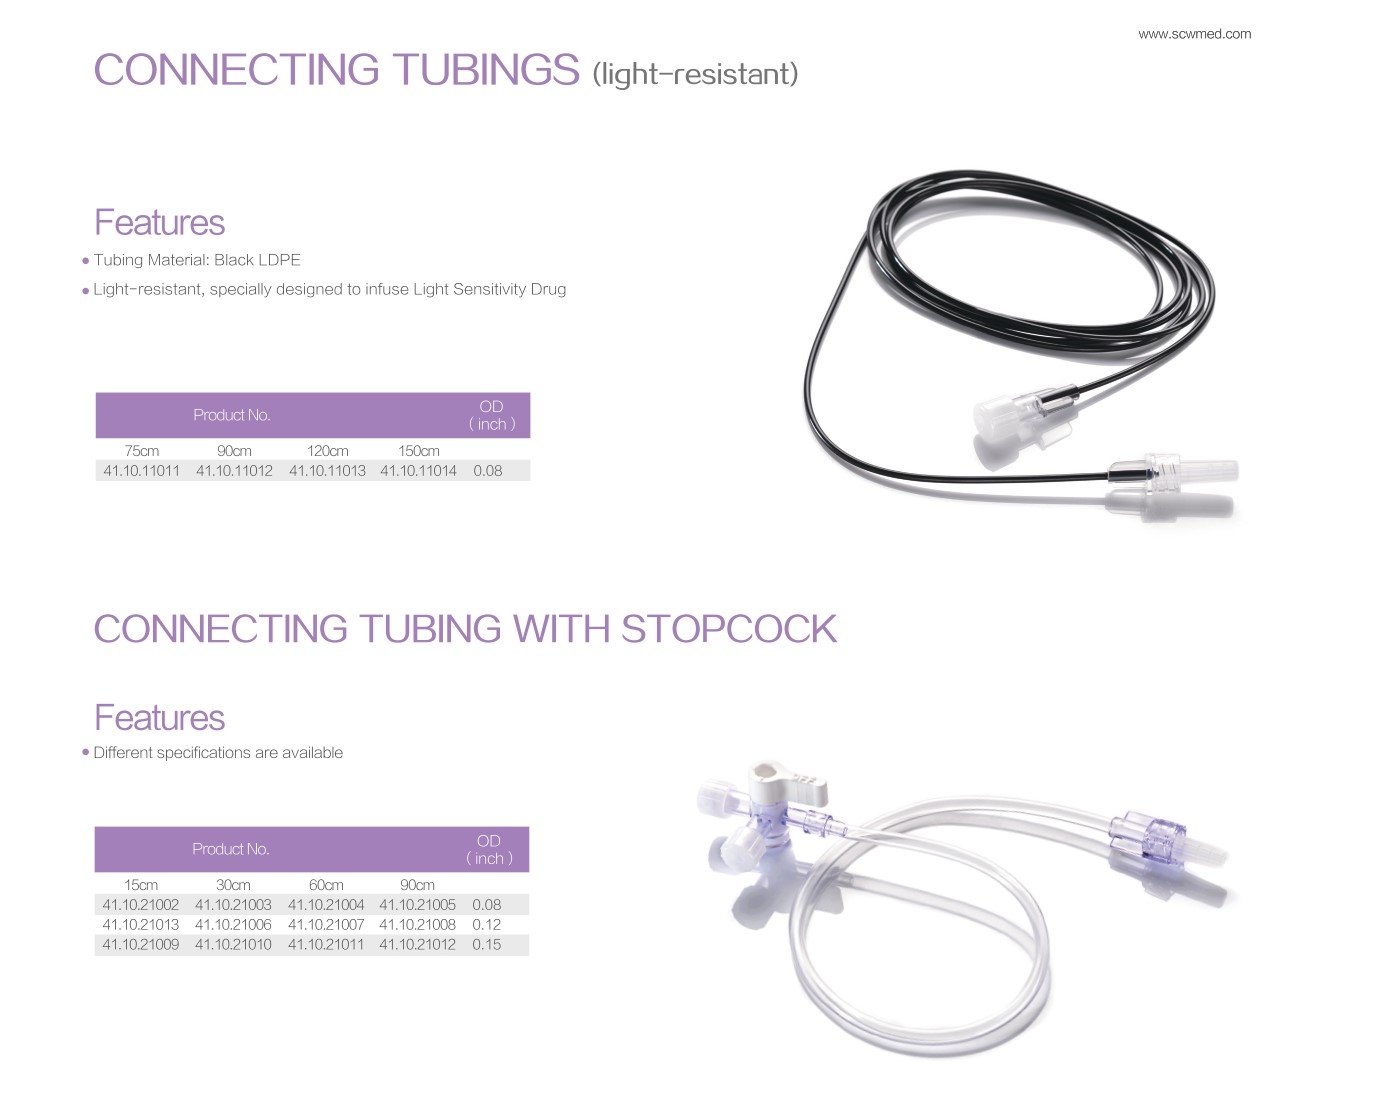 www.scwmed.com
CONNECTING TUBINGS (light-resistant)
Features
• Tubing Material: Black LDPE
• Light-resistant, specially designed to infuse Light Sensitivity Drug
Product No. OD ( inch )
75cm 90cm 120cm 150cm
41.10.11011 41.10.11012 41.10.11013 41.10.11014 0.08
CONNECTING TUBING WITH STOPCOCK
Features
• Different specifications are available
Product No. OD ( inch )
15cm 30cm 60cm 90cm
41.10.21002 41.10.21003 41.10.21004 41.10.21005 0.08
41.10.21013 41.10.21006 41.10.21007 41.10.21008 0.12
41.10.21009 41.10.21010 41.10.21011 41.10.21012 0.15
OFF